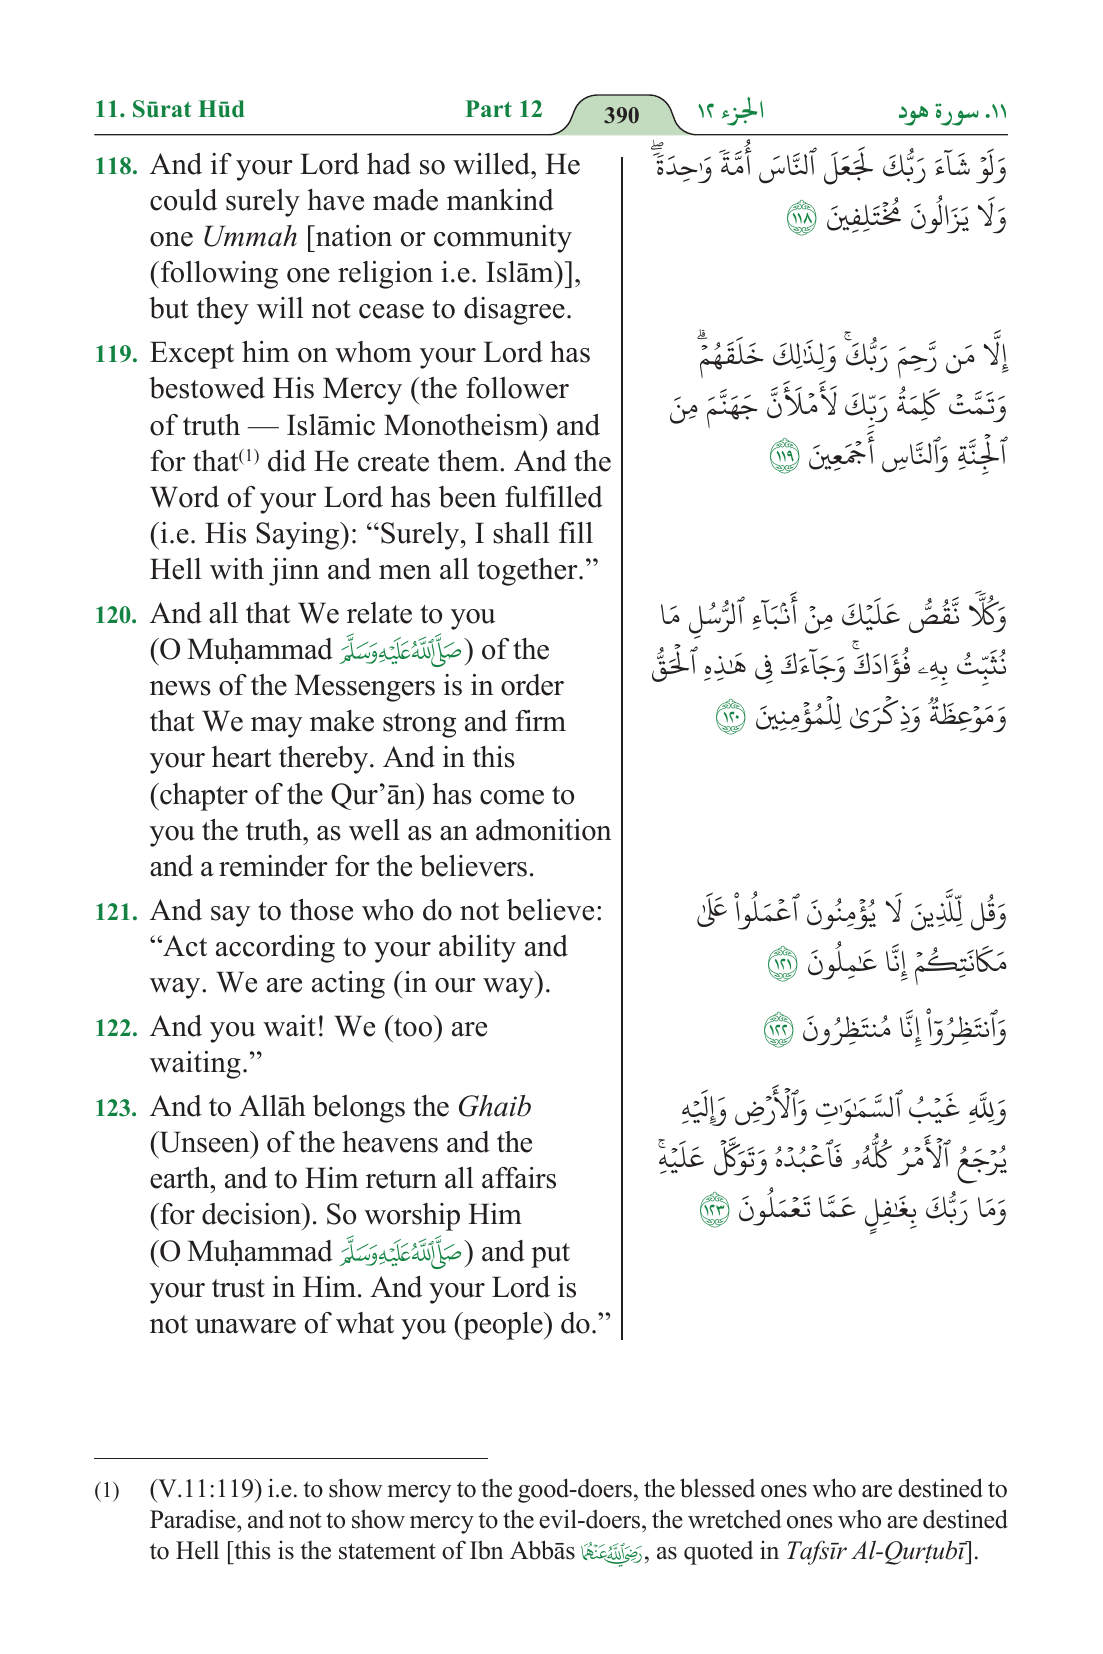 11. Sūrat Hūd Part 12 390 الجزء ١٢ ١١. سورة هود
118. And if your Lord had so willed, He
could surely have made mankind
one Ummah [nation or community
(following one religion i.e. Islām)],
but they will not cease to disagree.
وَلَوْ شَآءَ رَبُّكَ لَجَعَلَ ٱلنَّاسَ أُمَّةً وَٰحِدَةً ۖ
وَلَا يَزَالُونَ مُخْتَلِفِينَ ١١٨
119. Except him on whom your Lord has
bestowed His Mercy (the follower
of truth — Islāmic Monotheism) and
for that(1) did He create them. And the
Word of your Lord has been fulfilled
(i.e. His Saying): “Surely, I shall fill
Hell with jinn and men all together.”
إِلَّا مَن رَّحِمَ رَبُّكَ ۚ وَلِذَٰلِكَ خَلَقَهُمْ ۗ
وَتَمَّتْ كَلِمَةُ رَبِّكَ لَأَمْلَأَنَّ جَهَنَّمَ مِنَ
ٱلْجِنَّةِ وَٱلنَّاسِ أَجْمَعِينَ ١١٩
120. And all that We relate to you
(O Muḥammad صَلَّى اللَّهُ عَلَيْهِ وَسَلَّمَ) of the
news of the Messengers is in order
that We may make strong and firm
your heart thereby. And in this
(chapter of the Qur’ān) has come to
you the truth, as well as an admonition
and a reminder for the believers.
وَكُلًّا نَّقُصُّ عَلَيْكَ مِنْ أَنۢبَآءِ ٱلرُّسُلِ مَا
نُثَبِّتُ بِهِۦ فُؤَادَكَ ۚ وَجَآءَكَ فِى هَٰذِهِ ٱلْحَقُّ
وَمَوْعِظَةٌ وَذِكْرَىٰ لِلْمُؤْمِنِينَ ١٢٠
121. And say to those who do not believe:
“Act according to your ability and
way. We are acting (in our way).
وَقُل لِّلَّذِينَ لَا يُؤْمِنُونَ ٱعْمَلُوا۟ عَلَىٰ
مَكَانَتِكُمْ إِنَّا عَٰمِلُونَ ١٢١
122. And you wait! We (too) are
waiting.”
وَٱنتَظِرُوٓا۟ إِنَّا مُنتَظِرُونَ ١٢٢
123. And to Allāh belongs the Ghaib
(Unseen) of the heavens and the
earth, and to Him return all affairs
(for decision). So worship Him
(O Muḥammad صَلَّى اللَّهُ عَلَيْهِ وَسَلَّمَ) and put
your trust in Him. And your Lord is
not unaware of what you (people) do.”
وَلِلَّهِ غَيْبُ ٱلسَّمَٰوَٰتِ وَٱلْأَرْضِ وَإِلَيْهِ
يُرْجَعُ ٱلْأَمْرُ كُلُّهُۥ فَٱعْبُدْهُ وَتَوَكَّلْ عَلَيْهِ ۚ
وَمَا رَبُّكَ بِغَٰفِلٍ عَمَّا تَعْمَلُونَ ١٢٣
(1) (V.11:119) i.e. to show mercy to the good-doers, the blessed ones who are destined to
Paradise, and not to show mercy to the evil-doers, the wretched ones who are destined
to Hell [this is the statement of Ibn Abbās رَضِيَ اللَّهُ عَنْهُمَا, as quoted in Tafsīr Al-Qurṭubī].